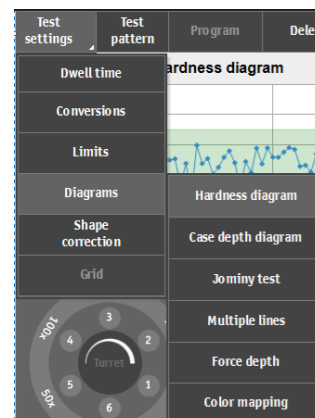 Test settings
Test pattern
Program
Dele
ardness diagram
Dwell time
Conversions
Limits
Diagrams
Shape correction
Grid
Hardness diagram
Case depth diagram
Jominy test
Multiple lines
Force depth
Color mapping
100x
50x
3
4
2
Turret
5
1
6